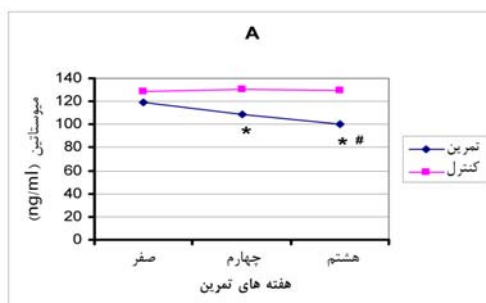 A
میوستاتین
(ng/ml)
140
120
100
80
60
40
20
0
*
* #
صفر
چهارم
هشتم
هفته های تمرین
تمرین
کنترل